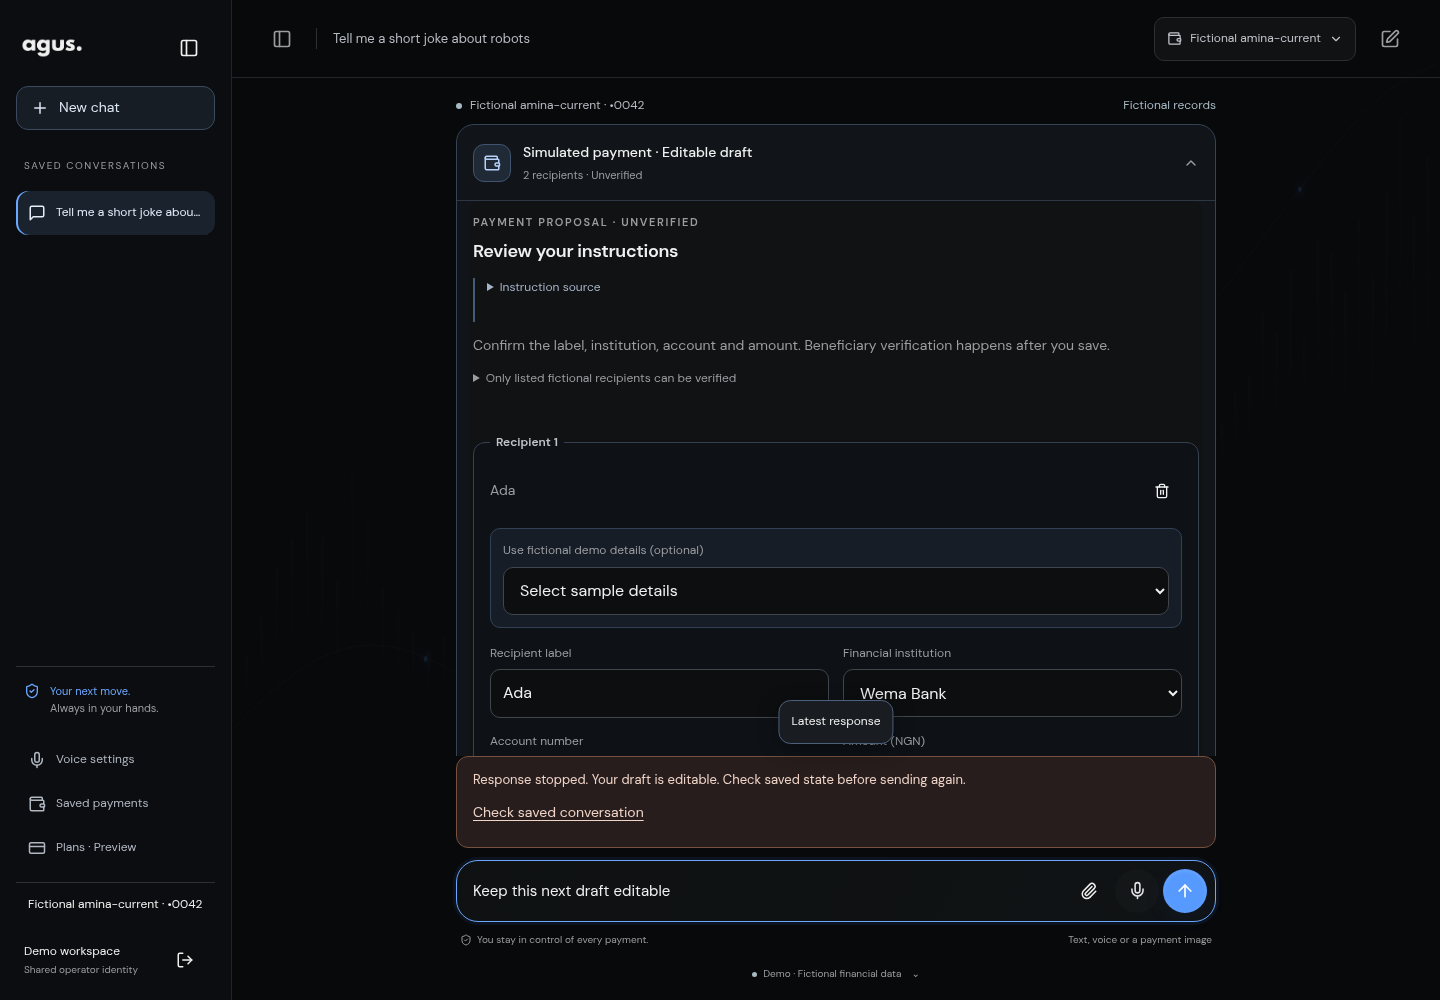 agus.
New chat
SAVED CONVERSATIONS
Tell me a short joke abou...
Your next move.
Always in your hands.
Voice settings
Saved payments
Plans · Preview
Fictional amina-current · •0042
Demo workspace
Shared operator identity
Tell me a short joke about robots
Fictional amina-current
Fictional amina-current · •0042
Fictional records
Simulated payment · Editable draft
2 recipients · Unverified
PAYMENT PROPOSAL · UNVERIFIED
Review your instructions
Instruction source
Confirm the label, institution, account and amount. Beneficiary verification happens after you save.
Only listed fictional recipients can be verified
Recipient 1
Ada
Use fictional demo details (optional)
Select sample details
Recipient label
Financial institution
Ada
Wema Bank
Latest response
Account number
(NGN)
Response stopped. Your draft is editable. Check saved state before sending again.
Check saved conversation
Keep this next draft editable
You stay in control of every payment.
Text, voice or a payment image
Demo · Fictional financial data